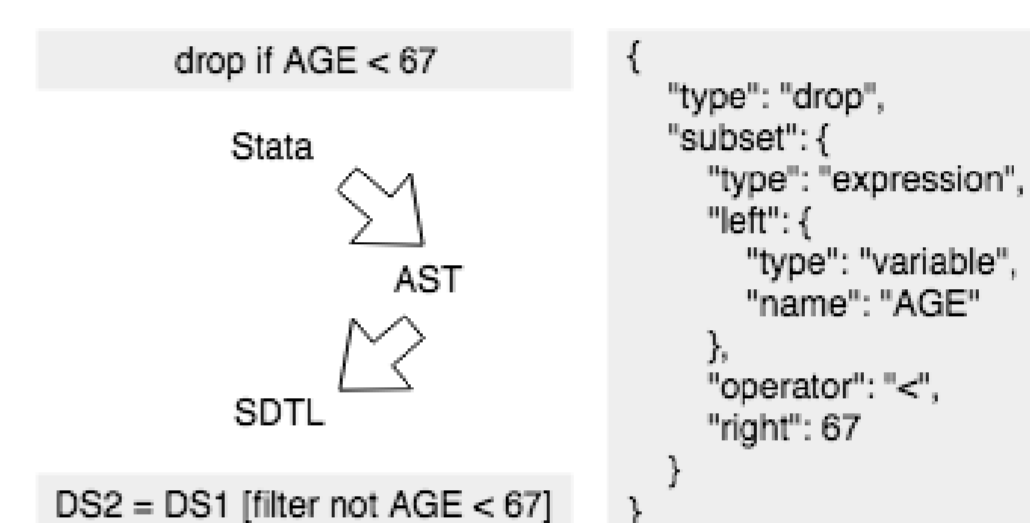 drop if AGE < 67
Stata
AST
SDTL
DS2 = DS1 [filter not AGE < 67]
{
"type": "drop",
"subset": {
"type": "expression",
"left": {
"type": "variable",
"name": "AGE"
},
"operator": "<",
"right": 67
}
}